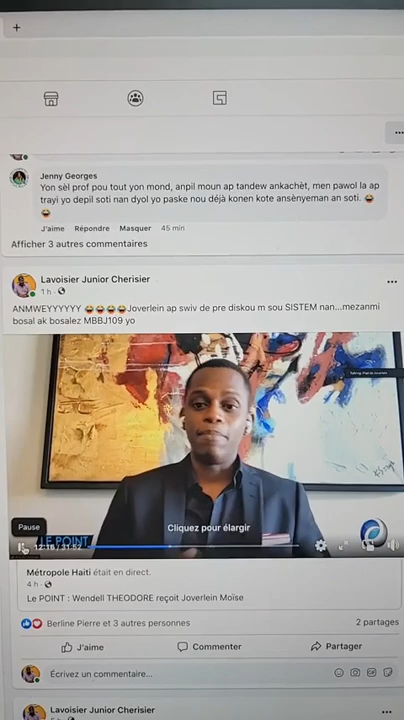 Jenny Georges
Yon sèl prof pou tout yon mond, anpil moun ap tandew ankachèt, men pawol la ap
trayi yo depil soti nan dyol yo paske nou déjà konen kote ansènyeman an soti. 😂
😂
J'aime Répondre Masquer 45 min
Afficher 3 autres commentaires
Lavoisier Junior Cherisier
1 h
ANMWEYYYYYY 😂😂😂😂Joverlein ap swiv de pre diskou m sou SISTEM nan...mezanmi
bosal ak bosalez MBBJ109 yo
Pause
Cliquez pour élargir
LE POINT
12:16 / 31:52
Métropole Haiti était en direct.
4 h
Le POINT : Wendell THEODORE reçoit Joverlein Moïse
Berline Pierre et 3 autres personnes
2 partages
J'aime
Commenter
Partager
Écrivez un commentaire...
Lavoisier Junior Cherisier